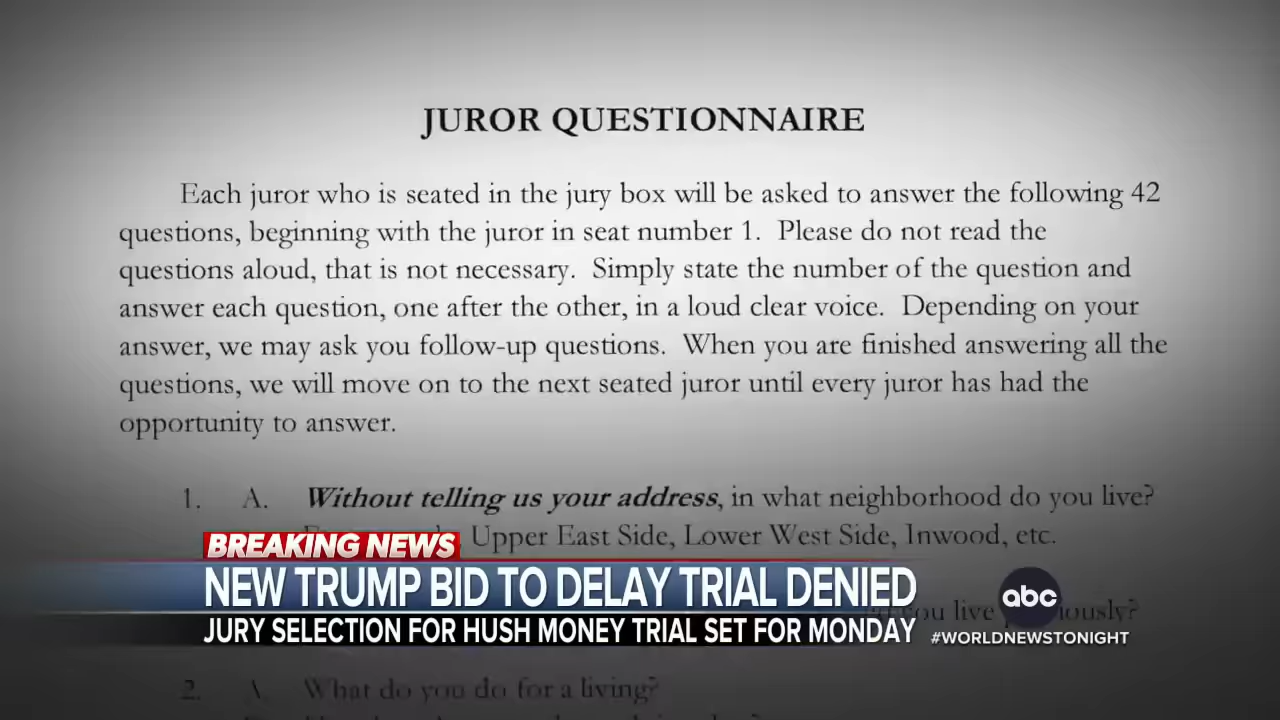 JUROR QUESTIONNAIRE
Each juror who is seated in the jury box will be asked to answer the following 42
questions, beginning with the juror in seat number 1. Please do not read the
questions aloud, that is not necessary. Simply state the number of the question and
answer each question, one after the other, in a loud clear voice. Depending on your
answer, we may ask you follow-up questions. When you are finished answering all the
questions, we will move on to the next seated juror until every juror has had the
opportunity to answer.
1. A. Without telling us your address, in what neighborhood do you live?
Upper East Side, Lower West Side, Inwood, etc.
BREAKING NEWS
NEW TRUMP BID TO DELAY TRIAL DENIED
you live
abc
JURY SELECTION FOR HUSH MONEY TRIAL SET FOR MONDAY
#WORLDNEWSTONIGHT
2. A. What do you do for a living?